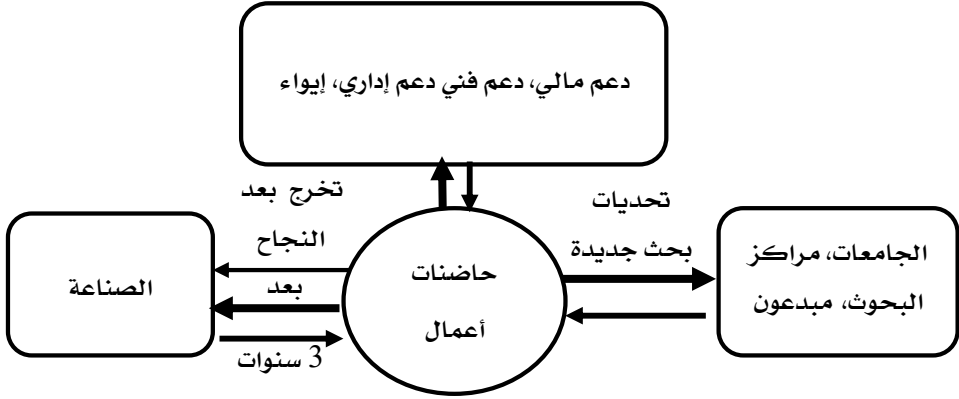 دعم مالي، دعم فني دعم إداري، إيواء
تخرج بعد
النجاح
بعد
3 سنوات
تحديات
بحث جديدة
الجامعات، مراكز
البحوث، مبدعون
حاضنات
أعمال
الصناعة